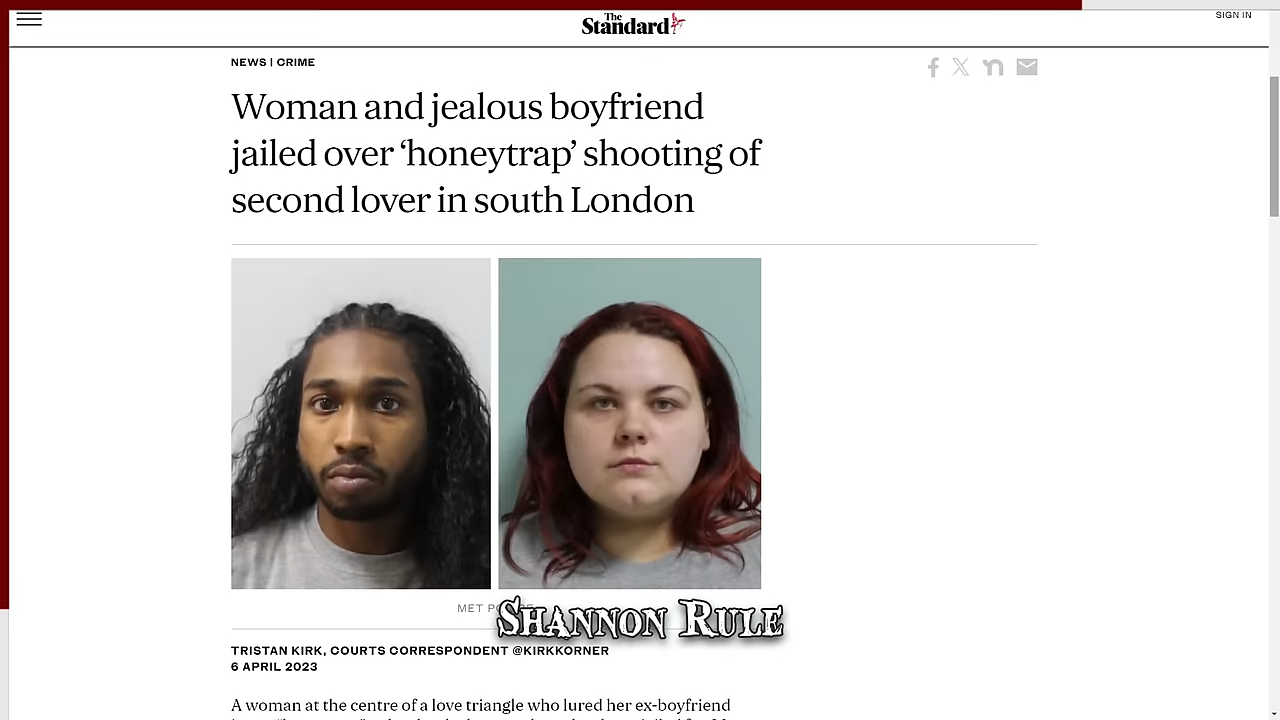 The
Standard
SIGN IN
NEWS | CRIME
Woman and jealous boyfriend
jailed over ‘honeytrap’ shooting of
second lover in south London
MET
SHANNON RULE
TRISTAN KIRK, COURTS CORRESPONDENT @KIRKKORNER
6 APRIL 2023
A woman at the centre of a love triangle who lured her ex-boyfriend